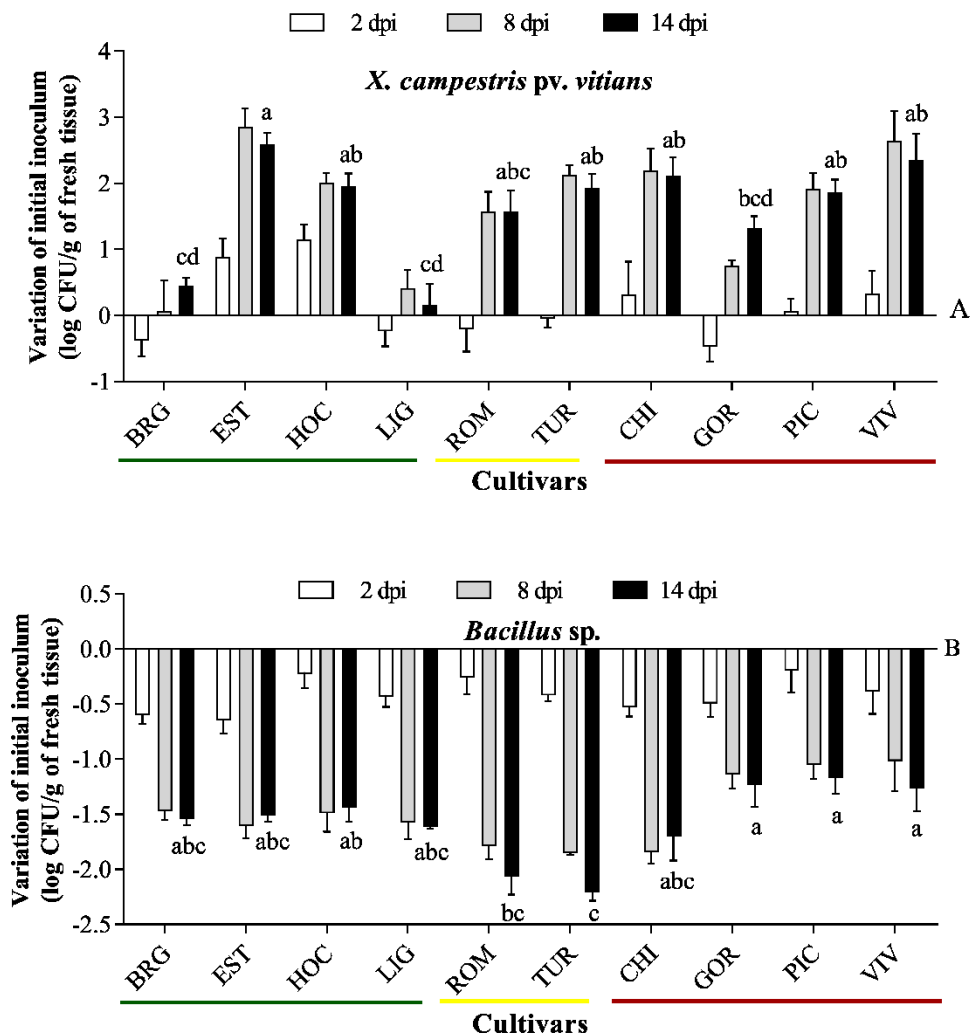 2 dpi 8 dpi 14 dpi
X. campestris pv. vitians
Variation of initial inoculum
(log CFU/g of fresh tissue)
4
3
2
1
0
-1
cd
a
ab
cd
abc
ab
ab
bcd
ab
ab
A
BRG EST HOC LIG ROM TUR CHI GOR PIC VIV
Cultivars
2 dpi 8 dpi 14 dpi
Bacillus sp.
Variation of initial inoculum
(log CFU/g of fresh tissue)
0.5
0.0
-0.5
-1.0
-1.5
-2.0
-2.5
B
abc
abc
ab
abc
bc
c
abc
a
a
a
BRG EST HOC LIG ROM TUR CHI GOR PIC VIV
Cultivars